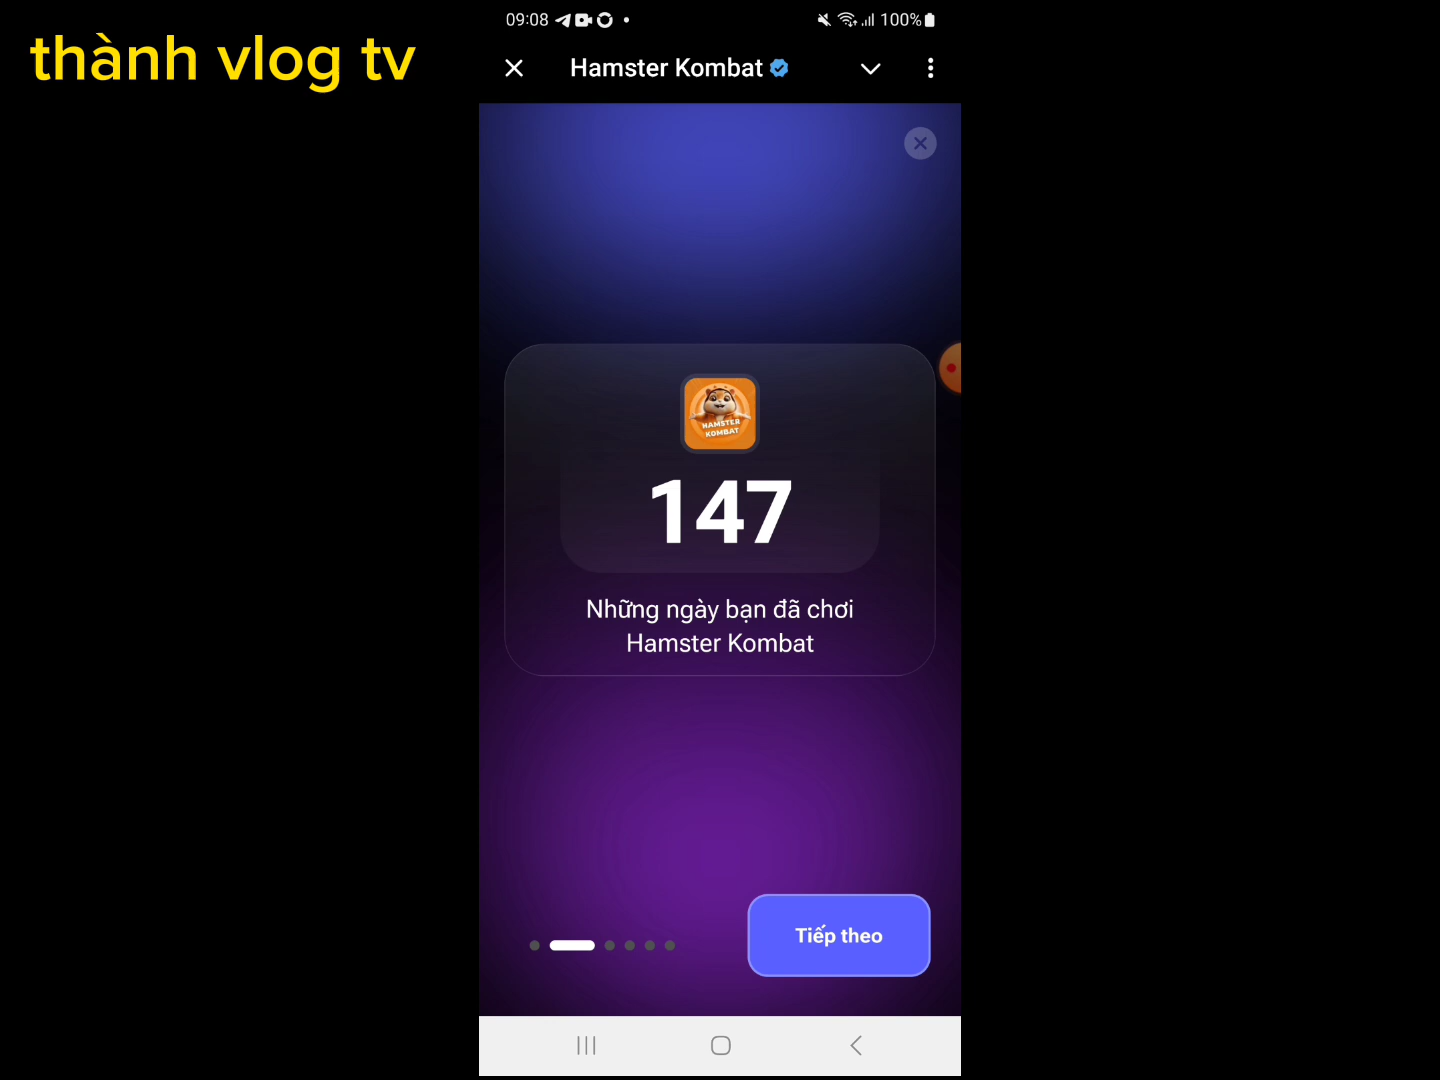 thành vlog tv
09:08
100%
Hamster Kombat
HAMSTER
KOMBAT
147
Những ngày bạn đã chơi
Hamster Kombat
Tiếp theo